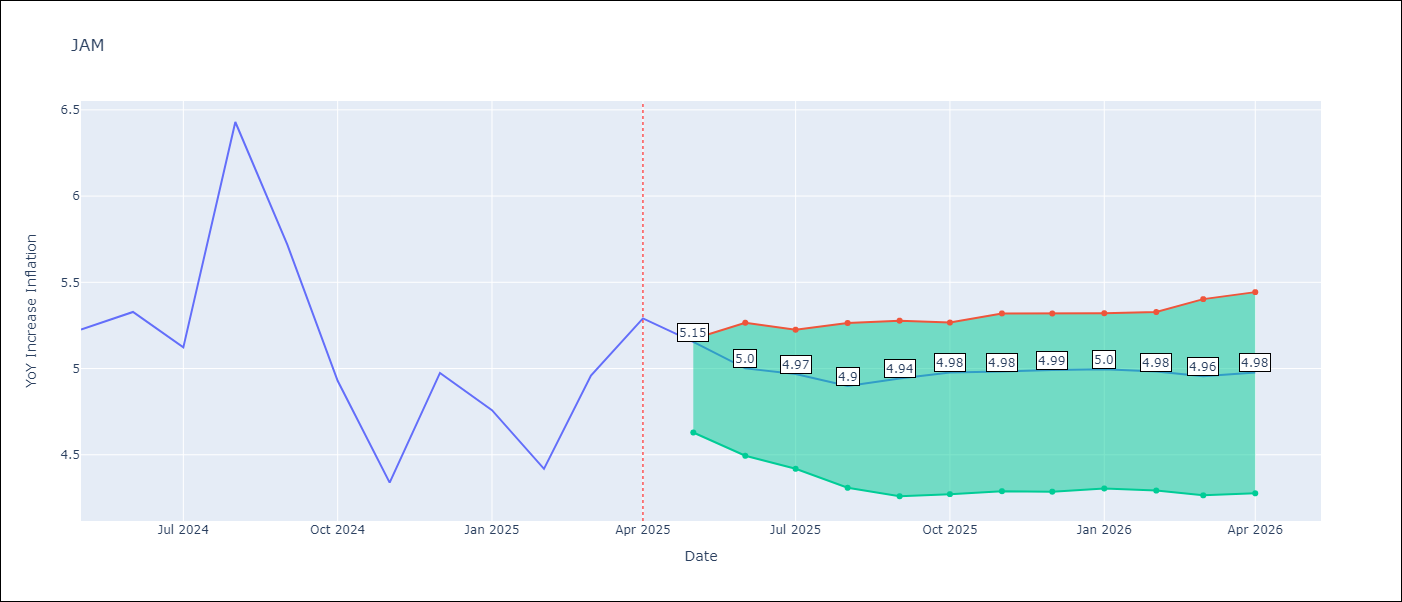 JAM
6.5
6
5.5
5
4.5
YoY Increase Inflation
5.15
5.0
4.97
4.9
4.94
4.98
4.98
4.99
5.0
4.98
4.96
4.98
Jul 2024
Oct 2024
Jan 2025
Apr 2025
Jul 2025
Oct 2025
Jan 2026
Apr 2026
Date